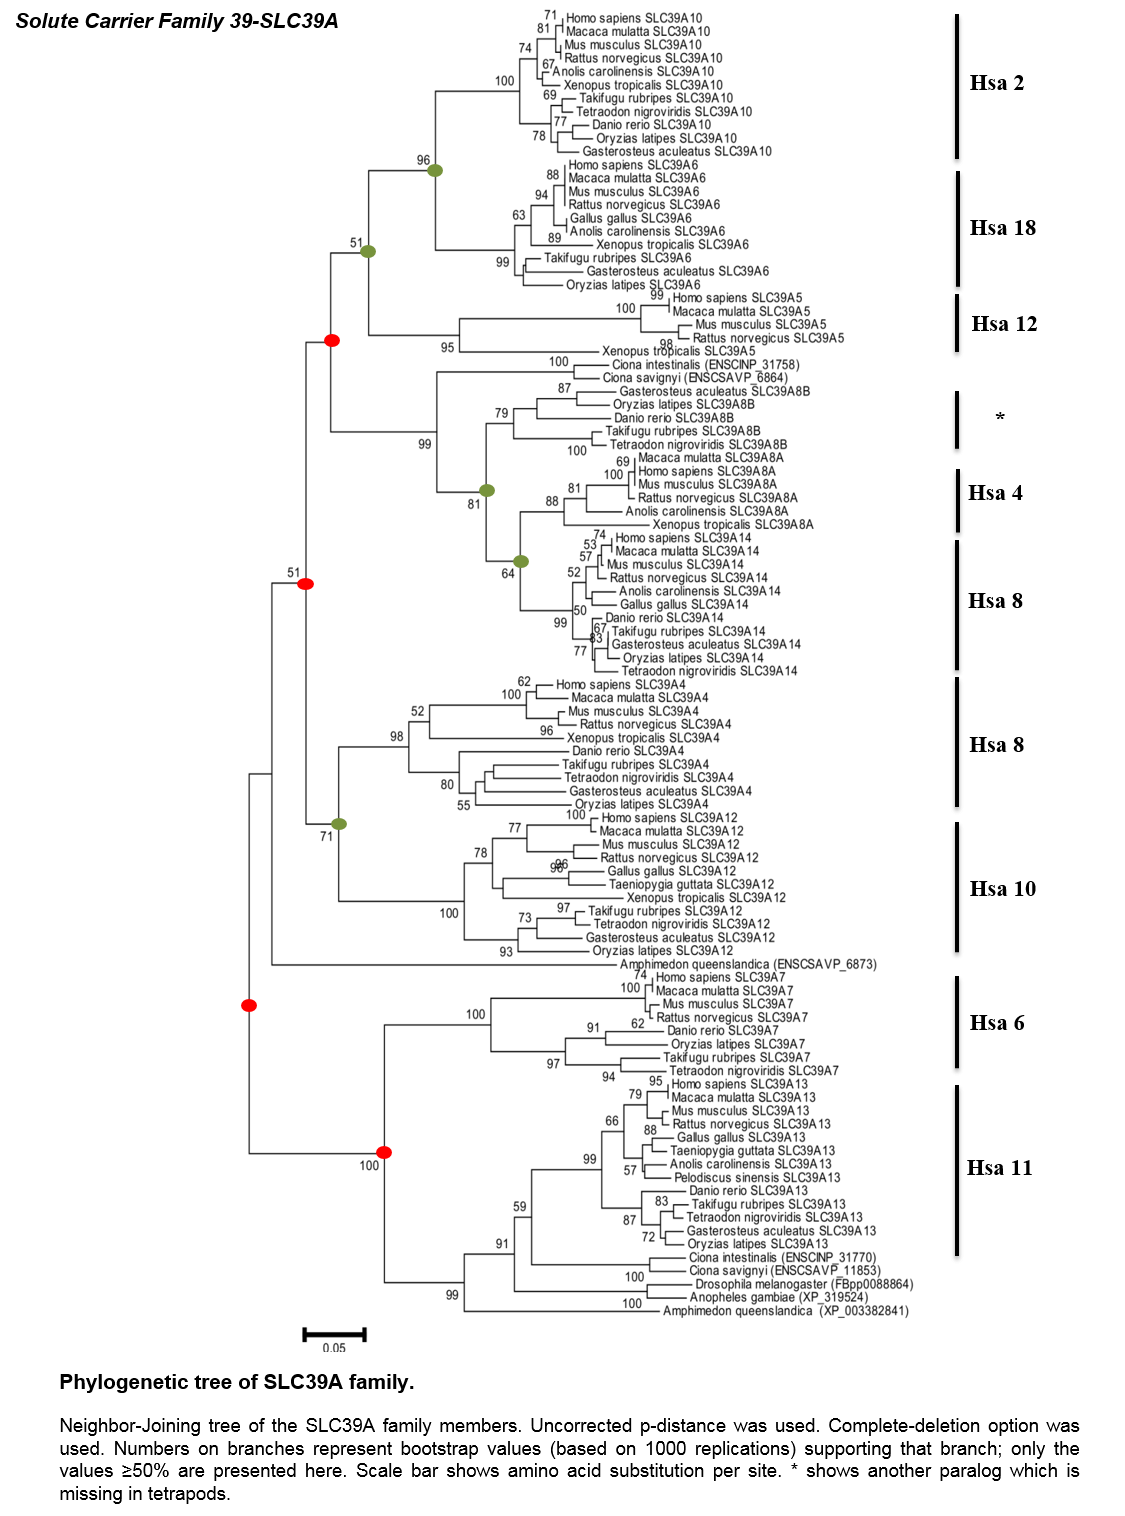 Solute Carrier Family 39-SLC39A
71
Homo sapiens SLC39A10
81
Macaca mulatta SLC39A10
74
Mus musculus SLC39A10
Rattus norvegicus SLC39A10
67
Anolis carolinensis SLC39A10
100
Xenopus tropicalis SLC39A10
Hsa 2
69
Takifugu rubripes SLC39A10
Tetraodon nigroviridis SLC39A10
77
Danio rerio SLC39A10
78
Oryzias latipes SLC39A10
Gasterosteus aculeatus SLC39A10
96
Homo sapiens SLC39A6
88
Macaca mulatta SLC39A6
94
Mus musculus SLC39A6
Rattus norvegicus SLC39A6
63
Gallus gallus SLC39A6
Hsa 18
89
Anolis carolinensis SLC39A6
51
Xenopus tropicalis SLC39A6
99
Takifugu rubripes SLC39A6
Gasterosteus aculeatus SLC39A6
Oryzias latipes SLC39A6
99
Homo sapiens SLC39A5
100
Macaca mulatta SLC39A5
Mus musculus SLC39A5
Hsa 12
98
Rattus norvegicus SLC39A5
95
Xenopus tropicalis SLC39A5
100
Ciona intestinalis (ENSCINP_31758)
Ciona savignyi (ENSCSAVP_6864)
87
Gasterosteus aculeatus SLC39A8B
Oryzias latipes SLC39A8B
79
Danio rerio SLC39A8B
*
Takifugu rubripes SLC39A8B
99
100
Tetraodon nigroviridis SLC39A8B
69
Macaca mulatta SLC39A8A
100
Homo sapiens SLC39A8A
81
Mus musculus SLC39A8A
Hsa 4
88
Rattus norvegicus SLC39A8A
81
Anolis carolinensis SLC39A8A
Xenopus tropicalis SLC39A8A
74
Homo sapiens SLC39A14
53
Macaca mulatta SLC39A14
57
Mus musculus SLC39A14
64
52
Rattus norvegicus SLC39A14
Anolis carolinensis SLC39A14
Hsa 8
50
Gallus gallus SLC39A14
99
Danio rerio SLC39A14
67
Takifugu rubripes SLC39A14
83
Gasterosteus aculeatus SLC39A14
77
Oryzias latipes SLC39A14
Tetraodon nigroviridis SLC39A14
51
62
Homo sapiens SLC39A4
100
Macaca mulatta SLC39A4
52
Mus musculus SLC39A4
96
Rattus norvegicus SLC39A4
98
Xenopus tropicalis SLC39A4
Hsa 8
Danio rerio SLC39A4
Takifugu rubripes SLC39A4
80
Tetraodon nigroviridis SLC39A4
Gasterosteus aculeatus SLC39A4
55
Oryzias latipes SLC39A4
71
100
Homo sapiens SLC39A12
77
Macaca mulatta SLC39A12
78
Mus musculus SLC39A12
96
Rattus norvegicus SLC39A12
Gallus gallus SLC39A12
Taeniopygia guttata SLC39A12
Hsa 10
Xenopus tropicalis SLC39A12
100
97
Takifugu rubripes SLC39A12
73
Tetraodon nigroviridis SLC39A12
Gasterosteus aculeatus SLC39A12
93
Oryzias latipes SLC39A12
Amphimedon queenslandica (ENSCSAVP_6873)
74
Homo sapiens SLC39A7
100
Macaca mulatta SLC39A7
Mus musculus SLC39A7
100
62
Rattus norvegicus SLC39A7
Hsa 6
91
Danio rerio SLC39A7
Oryzias latipes SLC39A7
97
Takifugu rubripes SLC39A7
94
Tetraodon nigroviridis SLC39A7
95
Homo sapiens SLC39A13
79
Macaca mulatta SLC39A13
66
Mus musculus SLC39A13
88
Rattus norvegicus SLC39A13
Gallus gallus SLC39A13
Taeniopygia guttata SLC39A13
99
Anolis carolinensis SLC39A13
57
Pelodiscus sinensis SLC39A13
Hsa 11
100
Danio rerio SLC39A13
83
Takifugu rubripes SLC39A13
59
87
Tetraodon nigroviridis SLC39A13
Gasterosteus aculeatus SLC39A13
72
Oryzias latipes SLC39A13
91
Ciona intestinalis (ENSCINP_31770)
100
Ciona savignyi (ENSCSAVP_11853)
Drosophila melanogaster (FBpp0088864)
99
100
Anopheles gambiae (XP_319524)
Amphimedon queenslandica (XP_003382841)
0.05
Phylogenetic tree of SLC39A family.
Neighbor-Joining tree of the SLC39A family members. Uncorrected p-distance was used. Complete-deletion option was
used. Numbers on branches represent bootstrap values (based on 1000 replications) supporting that branch; only the
values ≥50% are presented here. Scale bar shows amino acid substitution per site. * shows another paralog which is
missing in tetrapods.